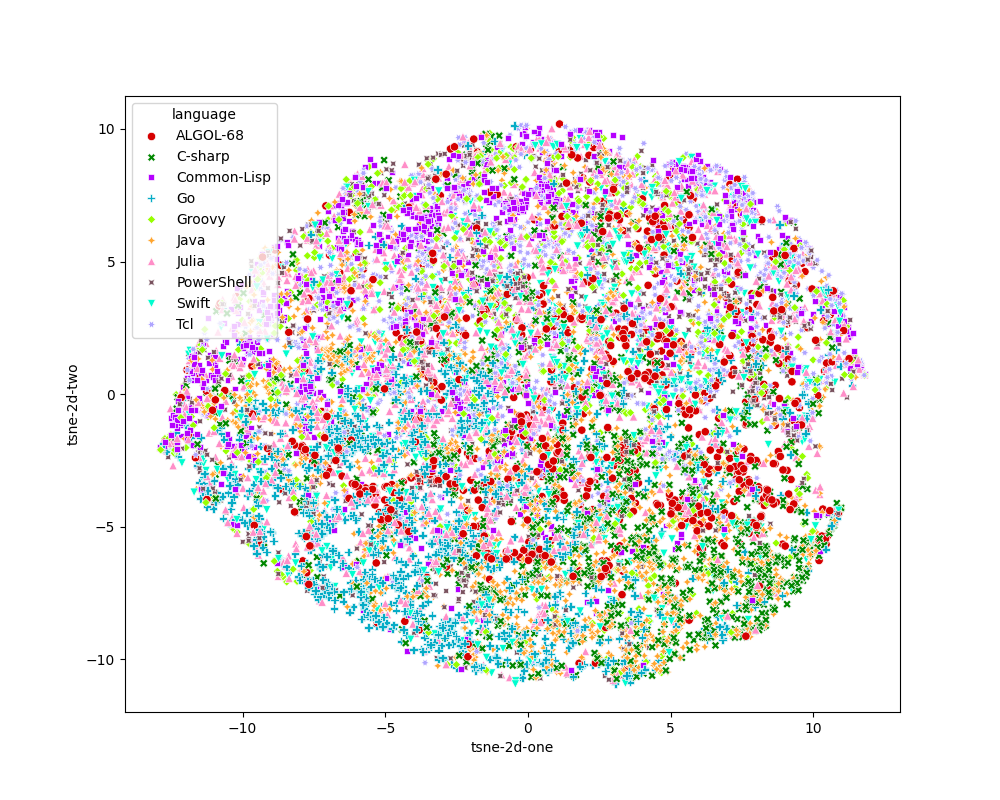 language
ALGOL-68
C-sharp
Common-Lisp
Go
Groovy
Java
Julia
PowerShell
Swift
Tcl
10
5
0
−5
−10
tsne-2d-two
−10
−5
0
5
10
tsne-2d-one